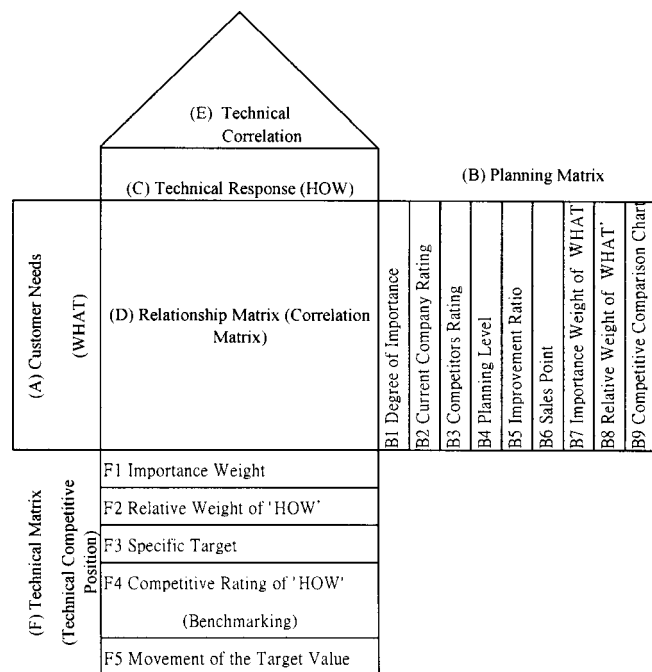 (E) Technical
Correlation
(C) Technical Response (HOW)
(B) Planning Matrix
(A) Customer Needs
(WHAT)
(D) Relationship Matrix (Correlation
Matrix)
B1 Degree of Importance
B2 Current Company Rating
B3 Competitors Rating
B4 Planning Level
B5 Improvement Ratio
B6 Sales Point
B7 Importance Weight of 'WHAT'
B8 Relative Weight of 'WHAT'
B9 Competitive Comparison Chart
(F) Technical Matrix
(Technical Competitive
Position)
F1 Importance Weight
F2 Relative Weight of 'HOW'
F3 Specific Target
F4 Competitive Rating of 'HOW'
(Benchmarking)
F5 Movement of the Target Value